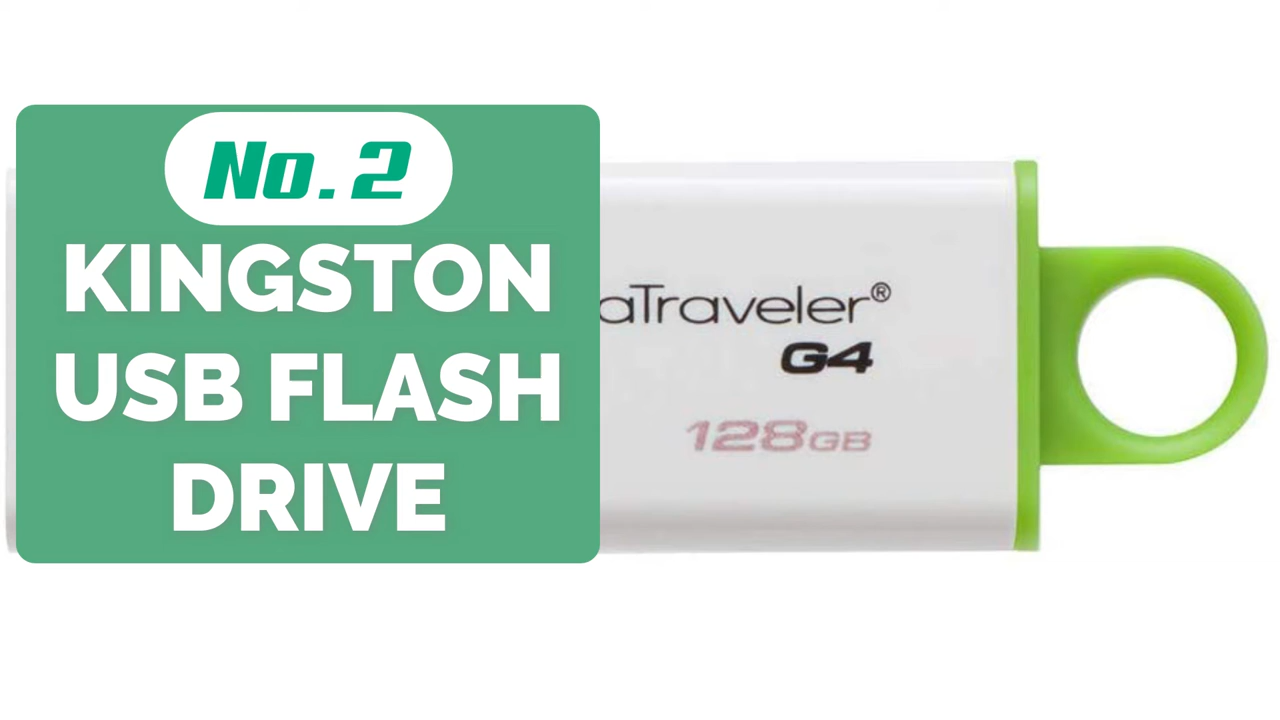 No. 2
KINGSTON
USB FLASH
DRIVE
aTraveler®
G4
128GB